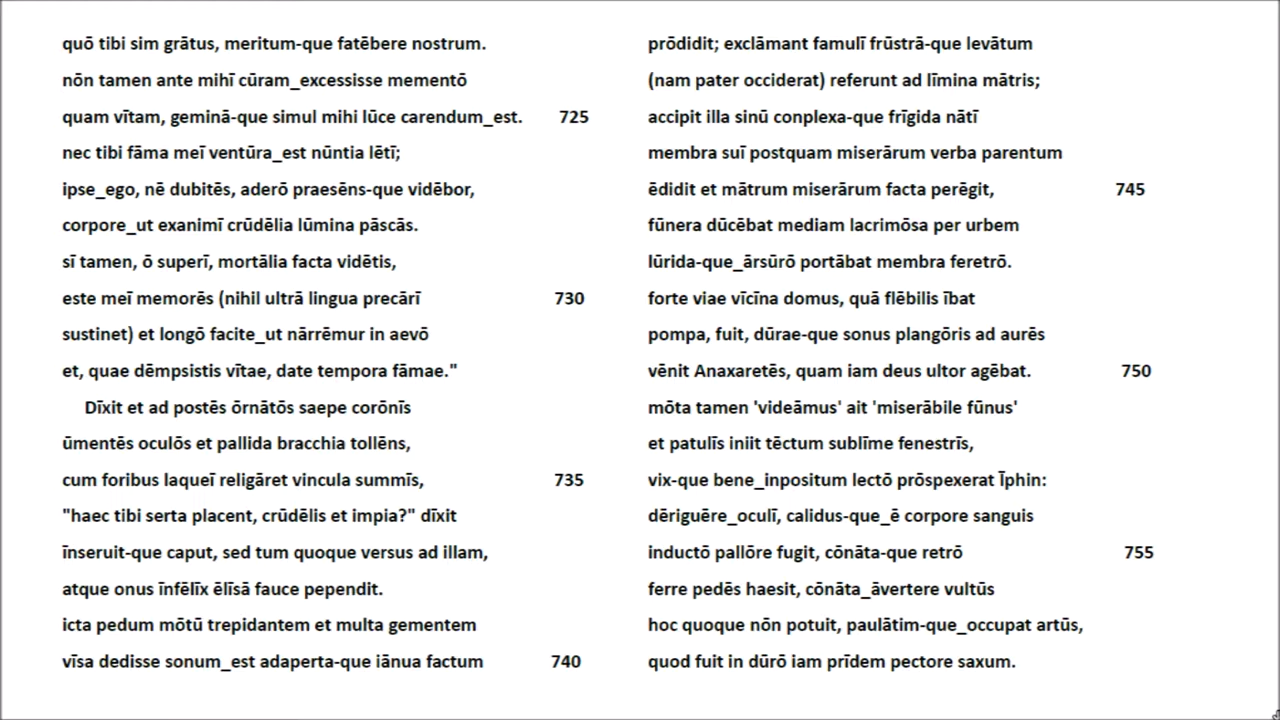 quō tibi sim grātus, meritum-que fatēbere nostrum.
nōn tamen ante mihī cūram_excessisse mementō
quam vītam, geminā-que simul mihi lūce carendum_est. 725
nec tibi fāma meī ventūra_est nūntia lētī;
ipse_ego, nē dubitēs, aderō praesēns-que vidēbor,
corpore_ut exanimī crūdēlia lūmina pāscās.
sī tamen, ō superī, mortālia facta vidētis,
este meī memorēs (nihil ultrā lingua precārī 730
sustinet) et longō facite_ut nārrēmur in aevō
et, quae dēmpsistis vītae, date tempora fāmae."
Dīxit et ad postēs ōrnātōs saepe corōnīs
ūmentēs oculōs et pallida bracchia tollēns,
cum foribus laqueī religāret vincula summīs, 735
"haec tibi serta placent, crūdēlis et impia?" dīxit
īnseruit-que caput, sed tum quoque versus ad illam,
atque onus īnfēlīx ēlīsā fauce pependit.
icta pedum mōtū trepidantem et multa gementem
vīsa dedisse sonum_est adaperta-que iānua factum 740
prōdidit; exclāmant famulī frūstrā-que levātum
(nam pater occiderat) referunt ad līmina mātris;
accipit illa sinū conplexa-que frīgida nātī
membra suī postquam miserārum verba parentum
ēdidit et mātrum miserārum facta perēgit, 745
fūnera dūcēbat mediam lacrimōsa per urbem
lūrida-que_ārsūrō portābat membra feretrō.
forte viae vīcīna domus, quā flēbilis ībat
pompa, fuit, dūrae-que sonus plangōris ad aurēs
vēnit Anaxaretēs, quam iam deus ultor agēbat. 750
mōta tamen 'videāmus' ait 'miserābile fūnus'
et patulīs iniit tēctum sublīme fenestrīs,
vix-que bene_inpositum lectō prōspexerat Īphin:
dēriguēre_oculī, calidus-que_ē corpore sanguis
inductō pallōre fugit, cōnāta-que retrō 755
ferre pedēs haesit, cōnāta_āvertere vultūs
hoc quoque nōn potuit, paulātim-que_occupat artūs,
quod fuit in dūrō iam prīdem pectore saxum.